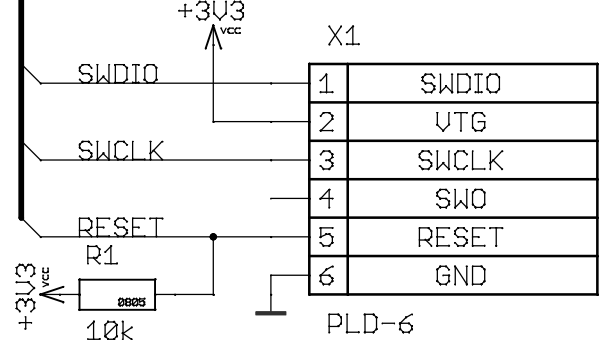 +3V3
VCC
X1
SWDIO 1 SWDIO
2 VTG
SWCLK 3 SWCLK
4 SWO
RESET 5 RESET
R1
+3V3
VCC
0805
6 GND
10k
PLD-6